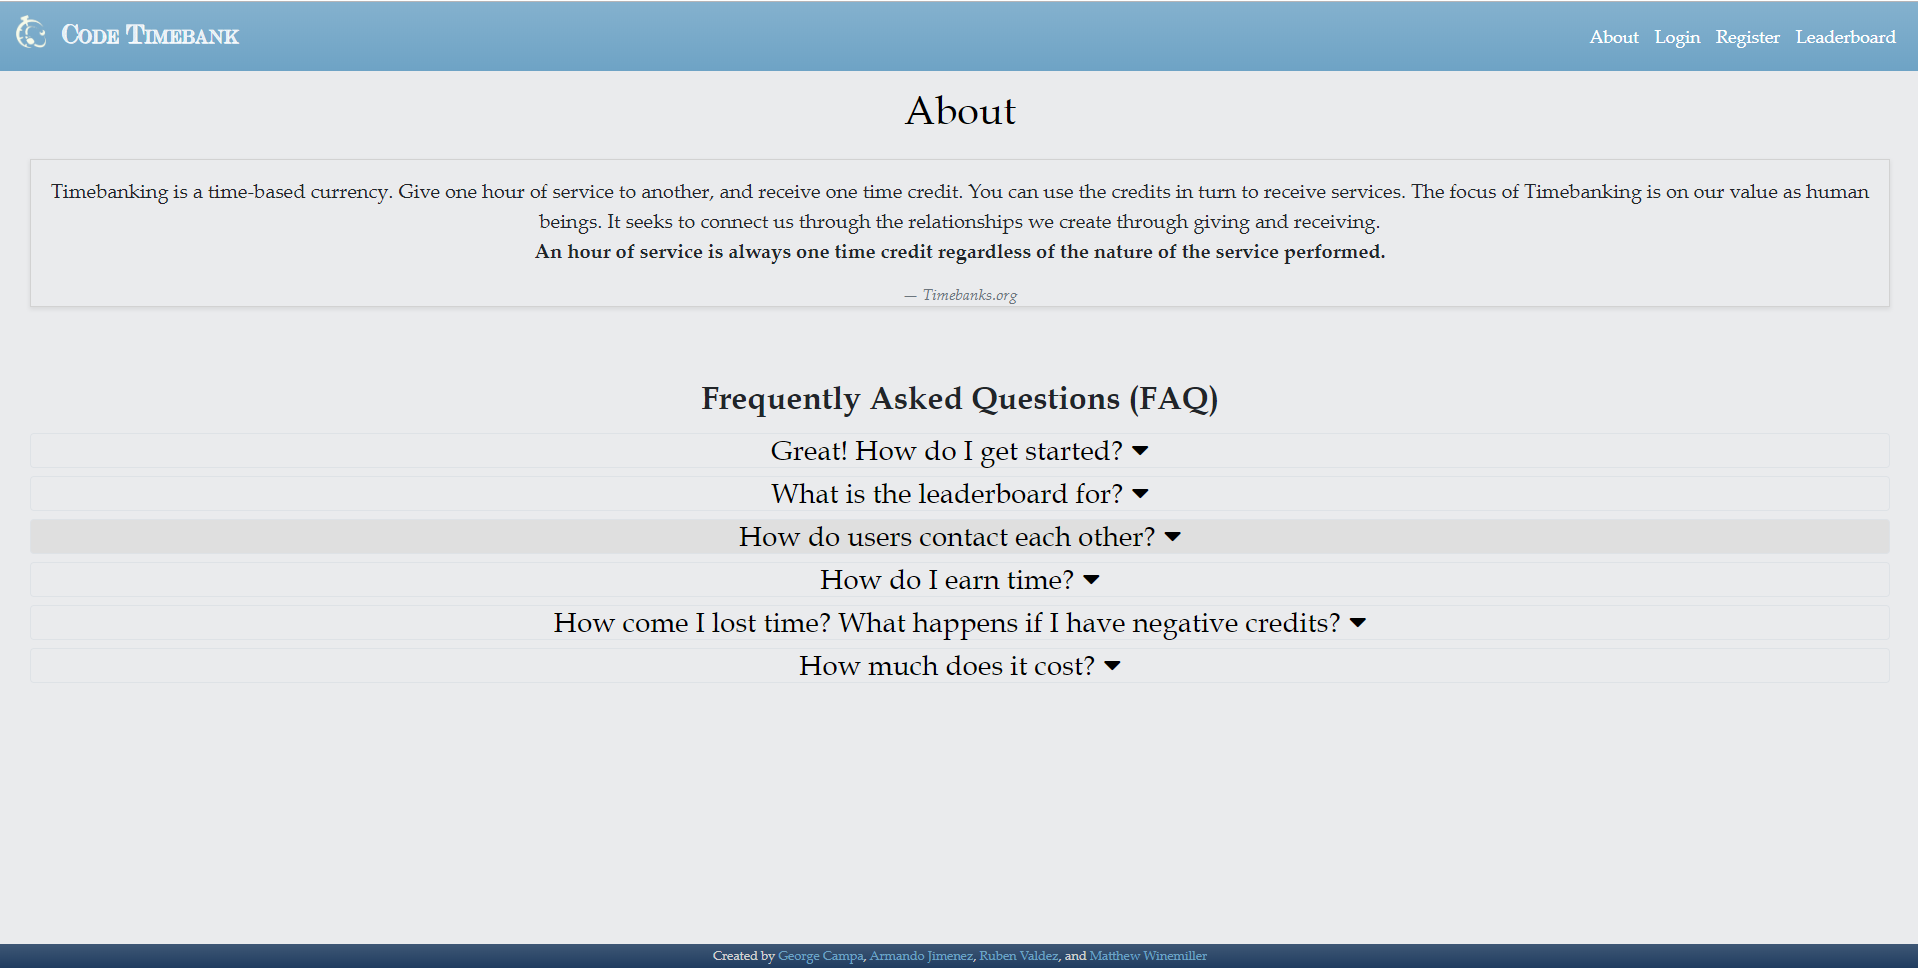 Code Timebank
About Login Register Leaderboard
About
Timebanking is a time-based currency. Give one hour of service to another, and receive one time credit. You can use the credits in turn to receive services. The focus of Timebanking is on our value as human
beings. It seeks to connect us through the relationships we create through giving and receiving.
An hour of service is always one time credit regardless of the nature of the service performed.
— Timebanks.org
Frequently Asked Questions (FAQ)
Great! How do I get started?
What is the leaderboard for?
How do users contact each other?
How do I earn time?
How come I lost time? What happens if I have negative credits?
How much does it cost?
Created by George Campa, Armando Jimenez, Ruben Valdez, and Matthew Winemiller